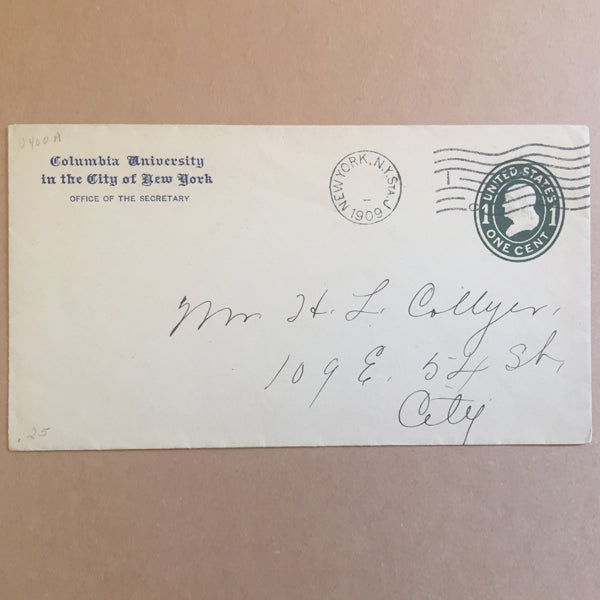 Columbia University
in the City of New York
OFFICE OF THE SECRETARY
NEW YORK, N.Y. STA. J
1909
1
UNITED STATES
1 1
ONE CENT
Mr H. L. Collyer,
109 E. 54 St,
City
.25